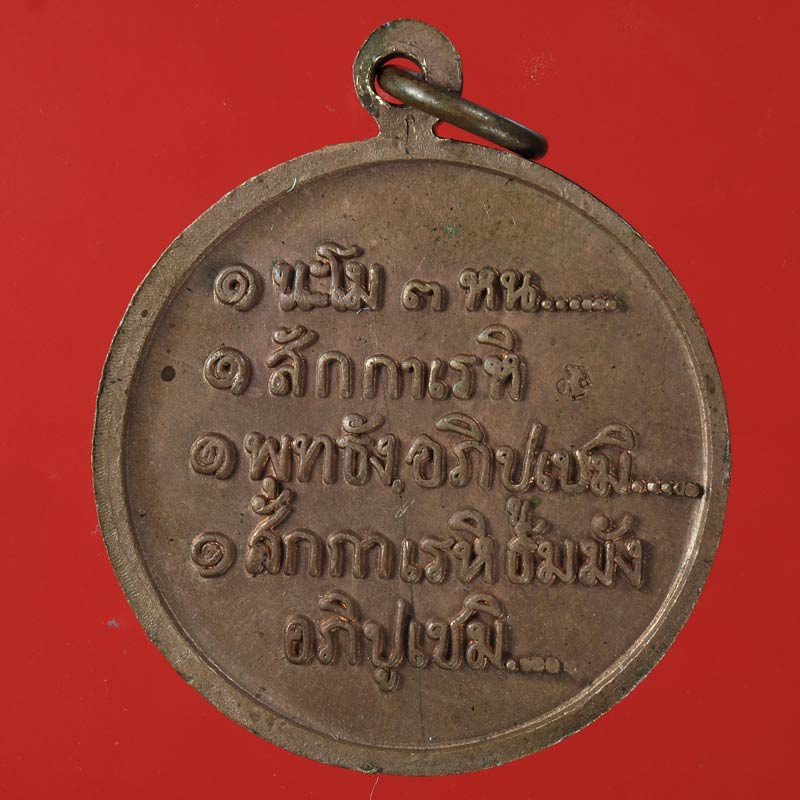 ๑ นะโม ๓ หน......
๑ สักกาเรหิ
๑ พุทธัง อภิปูเชมิ......
๑ สักกาเรหิ ธัมมัง
อภิปูเชมิ.....